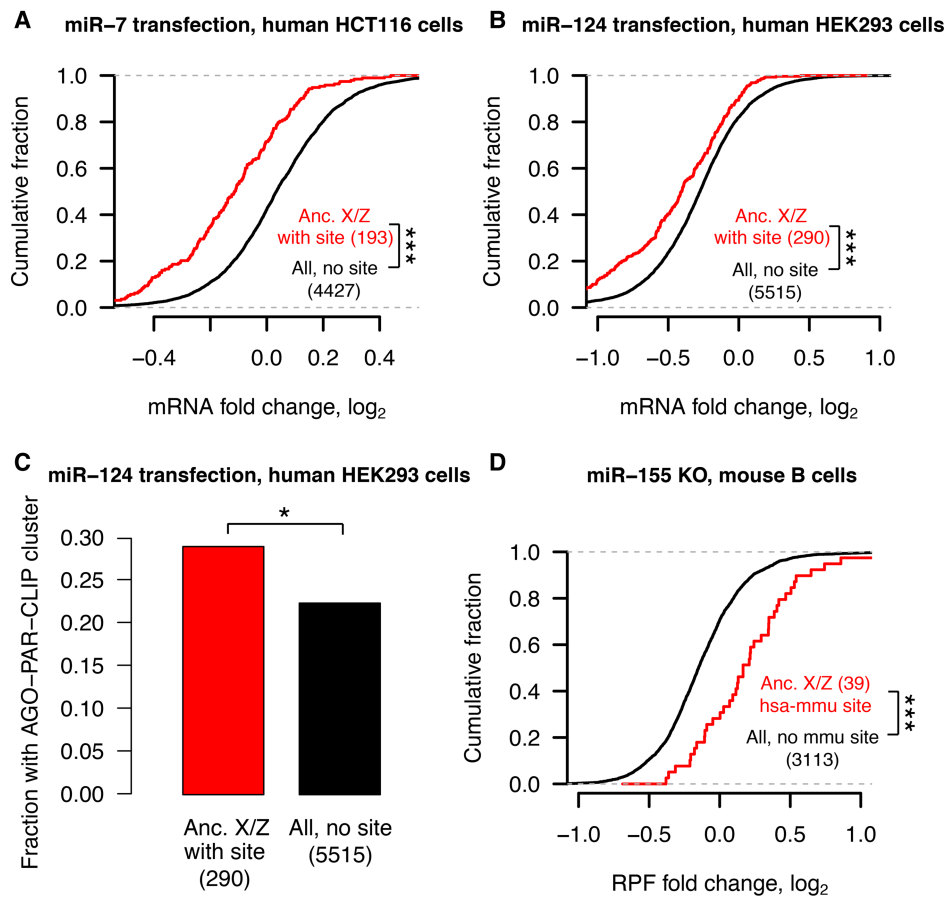 A
miR−7 transfection, human HCT116 cells
Cumulative fraction
1.0
0.8
0.6
0.4
0.2
0.0
Anc. X/Z
with site (193)
All, no site
(4427)
***
−0.4
0.0
0.2
0.4
mRNA fold change, log2
B
miR−124 transfection, human HEK293 cells
Cumulative fraction
1.0
0.8
0.6
0.4
0.2
0.0
Anc. X/Z
with site (290)
All, no site
(5515)
***
−1.0
−0.5
0.0
0.5
1.0
mRNA fold change, log2
C
miR−124 transfection, human HEK293 cells
Fraction with AGO−PAR−CLIP cluster
0.30
0.25
0.20
0.15
0.10
0.05
0.00
*
Anc. X/Z
with site
(290)
All, no site
(5515)
D
miR−155 KO, mouse B cells
Cumulative fraction
1.0
0.8
0.6
0.4
0.2
0.0
Anc. X/Z (39)
hsa-mmu site
All, no mmu site
(3113)
***
−1.0
−0.5
0.0
0.5
1.0
RPF fold change, log2